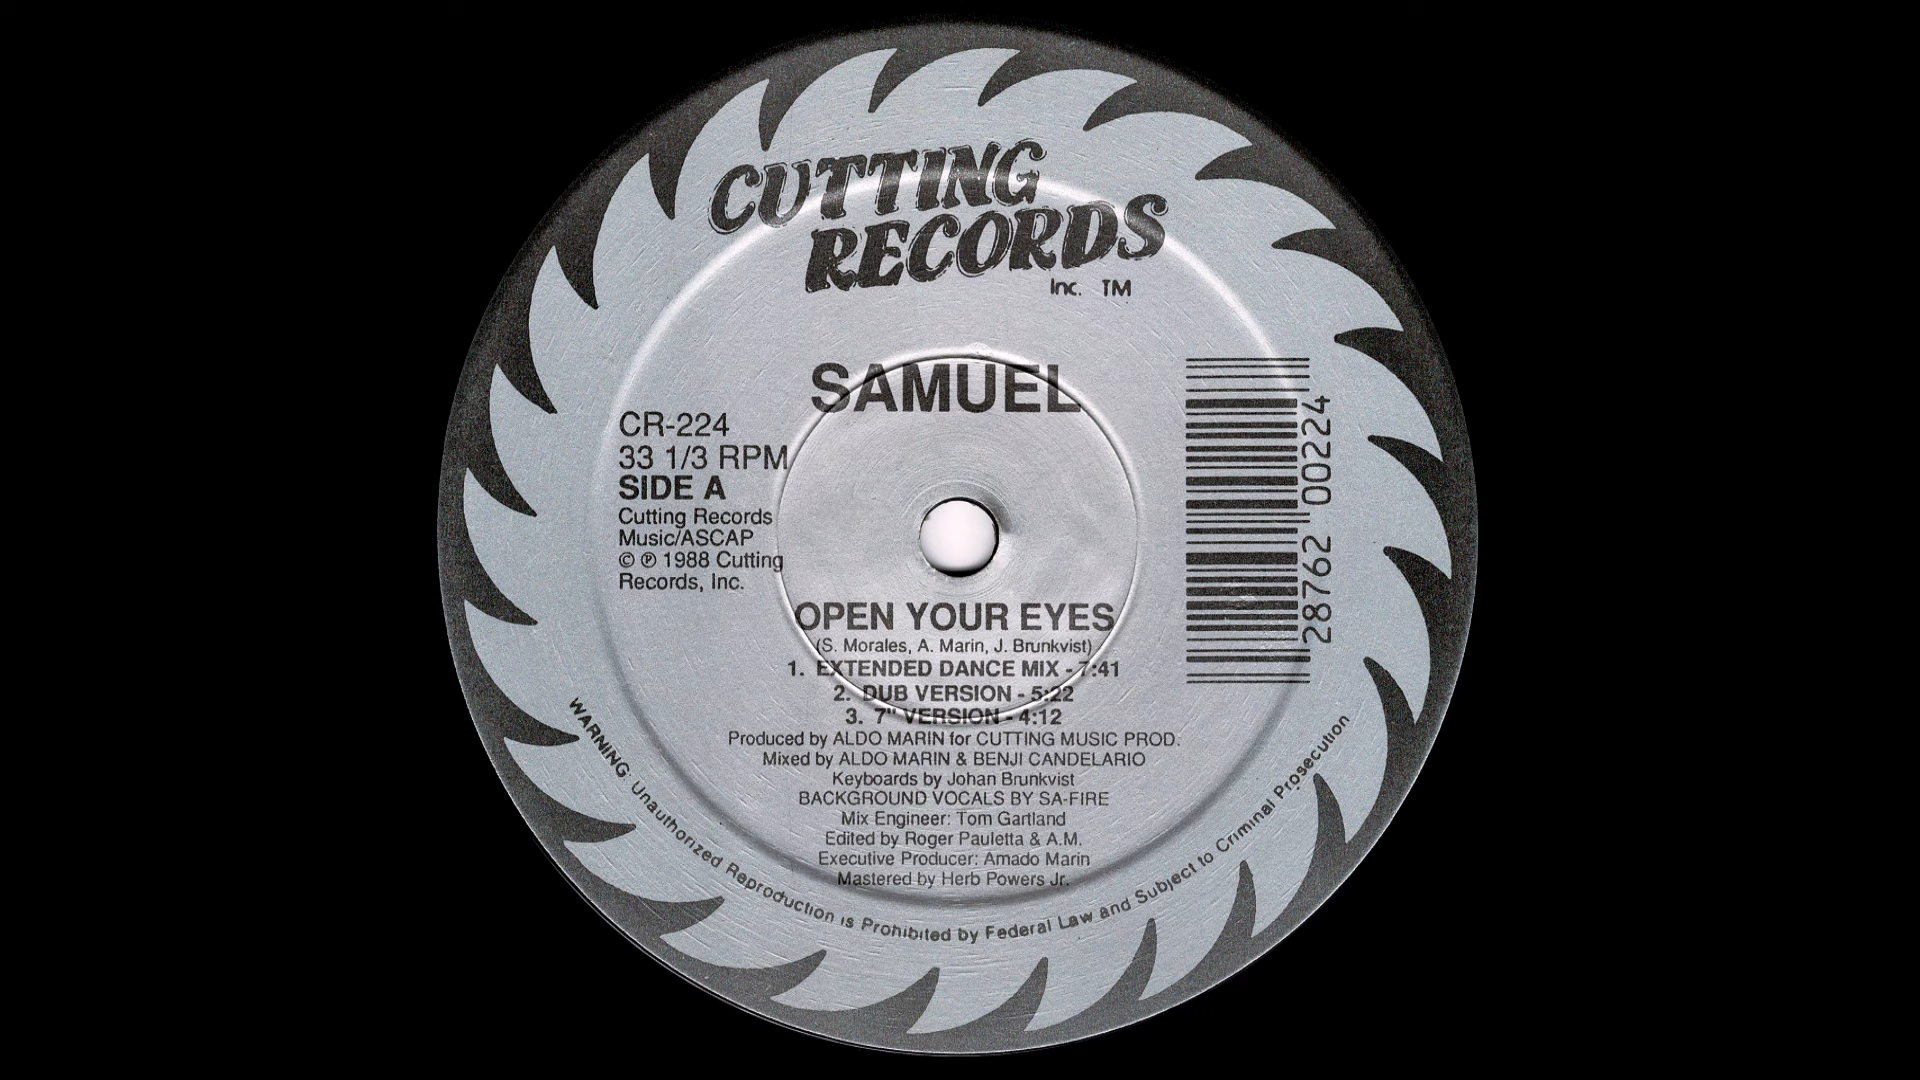 CUTTING
RECORDS
Inc. TM
SAMUEL
CR-224
33 1/3 RPM
SIDE A
Cutting Records
Music/ASCAP
© ℗ 1988 Cutting
Records, Inc.
28762 00224
OPEN YOUR EYES
(S. Morales, A. Marin, J. Brunkvist)
1. EXTENDED DANCE MIX - 7:41
2. DUB VERSION - 5:22
3. 7" VERSION - 4:12
Produced by ALDO MARIN for CUTTING MUSIC PROD.
Mixed by ALDO MARIN & BENJI CANDELARIO
Keyboards by Johan Brunkvist
BACKGROUND VOCALS BY SA-FIRE
Mix Engineer: Tom Gartland
Edited by Roger Pauletta & A.M.
Executive Producer: Amado Marin
Mastered by Herb Powers Jr.
WARNING: Unauthorized Reproduction is Prohibited by Federal Law and Subject to Criminal Prosecution